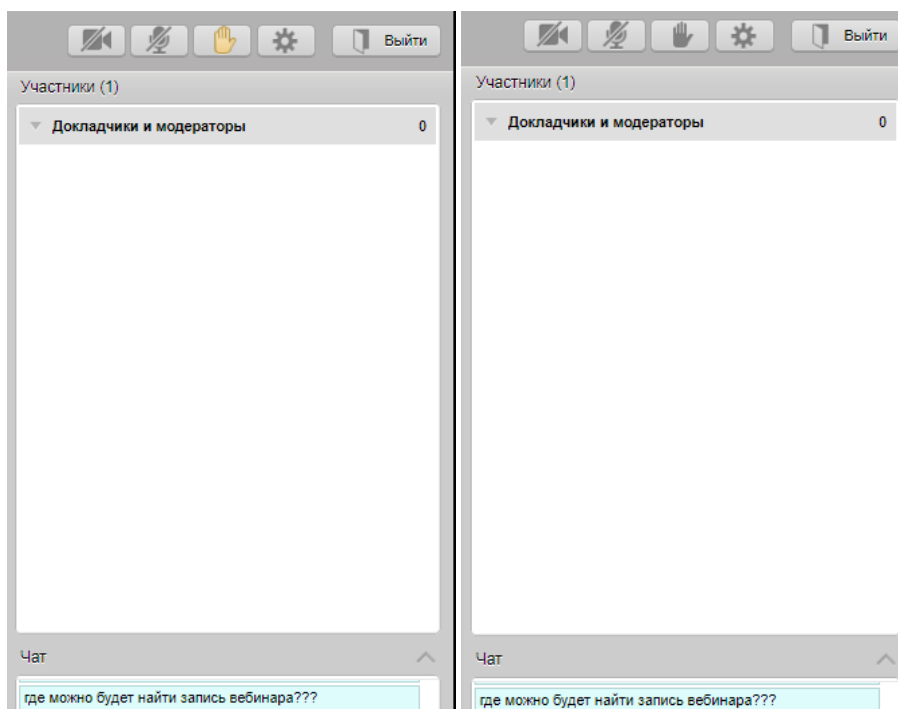 Выйти
Участники (1)
Докладчики и модераторы 0
Чат
где можно будет найти запись вебинара???
Выйти
Участники (1)
Докладчики и модераторы 0
Чат
где можно будет найти запись вебинара???